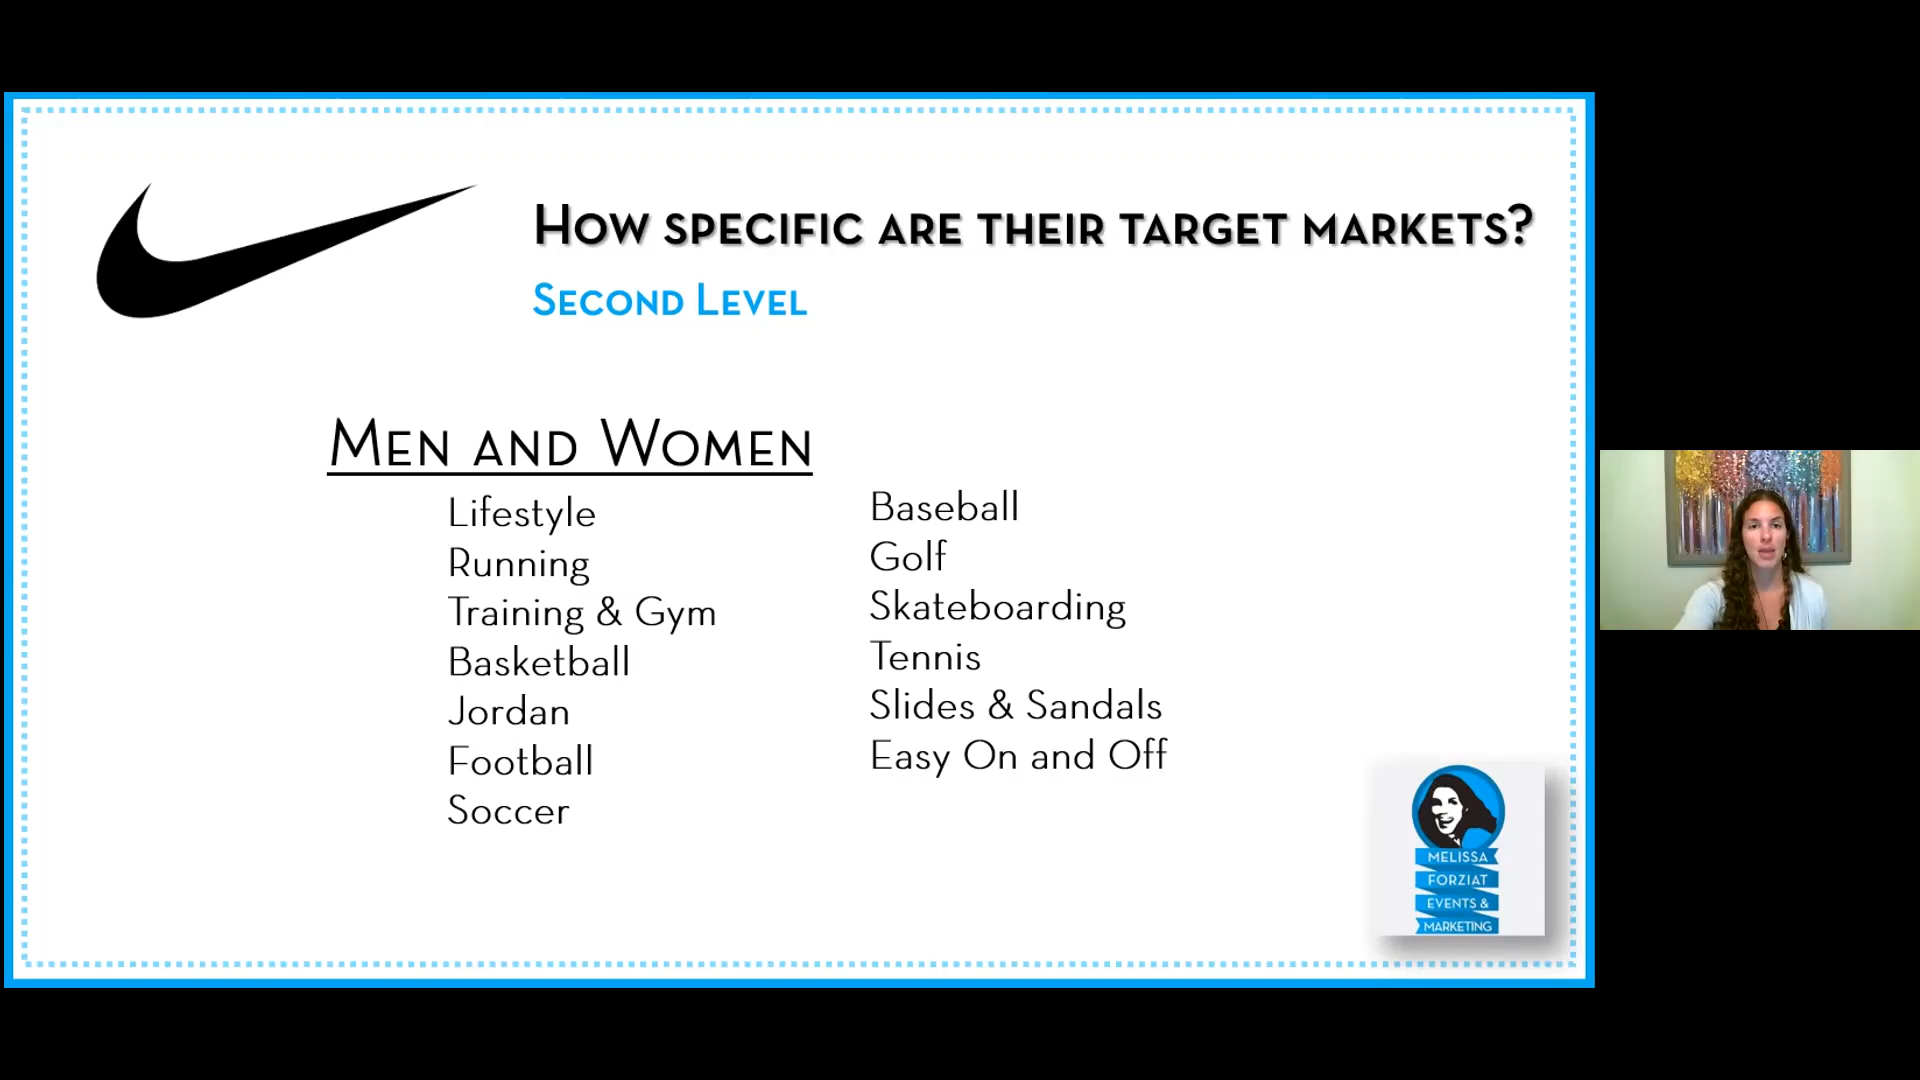 How specific are their target markets?
Second Level
Men and Women
Lifestyle
Running
Training & Gym
Basketball
Jordan
Football
Soccer
Baseball
Golf
Skateboarding
Tennis
Slides & Sandals
Easy On and Off
MELISSA
FORZIAT
EVENTS &
MARKETING